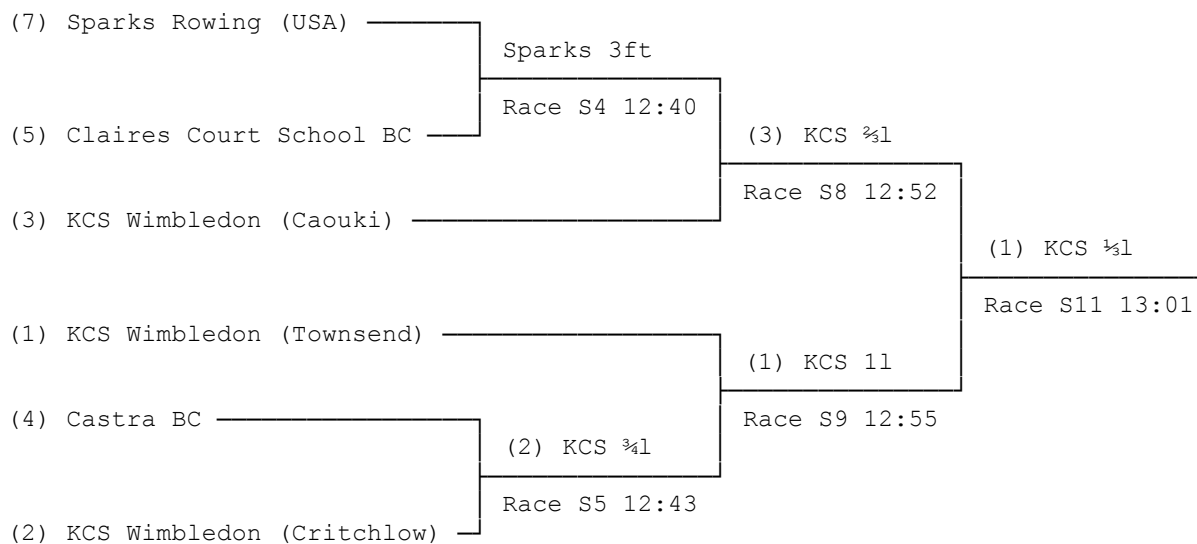 (7) Sparks Rowing (USA)
Sparks 3ft
Race S4 12:40
(5) Claires Court School BC
(3) KCS ⅔l
Race S8 12:52
(3) KCS Wimbledon (Caouki)
(1) KCS ⅓l
Race S11 13:01
(1) KCS Wimbledon (Townsend)
(1) KCS 1l
Race S9 12:55
(4) Castra BC
(2) KCS ¾l
Race S5 12:43
(2) KCS Wimbledon (Critchlow)